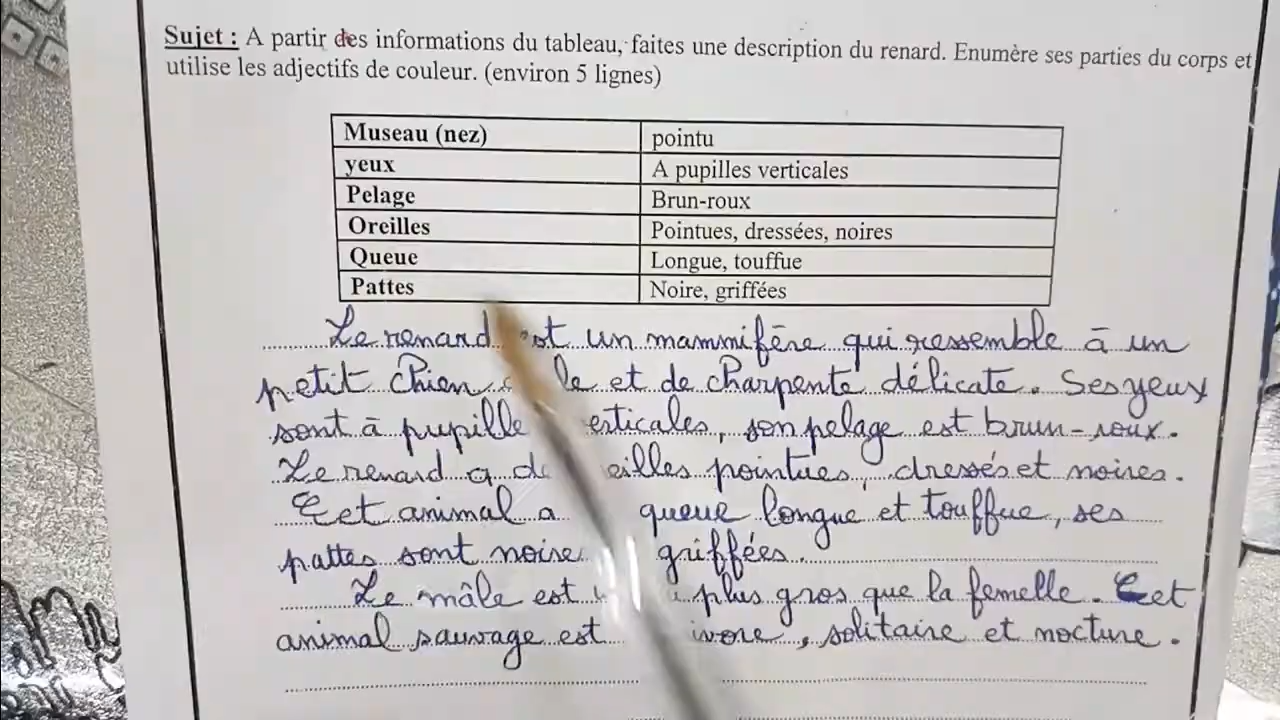 Sujet : A partir des informations du tableau, faites une description du renard. Enumère ses parties du corps et
utilise les adjectifs de couleur. (environ 5 lignes)
Museau (nez) pointu
yeux A pupilles verticales
Pelage Brun-roux
Oreilles Pointues, dressées, noires
Queue Longue, touffue
Pattes Noire, griffées
Le renard est un mammifère qui ressemble à un
petit chien et de charpente délicate. Ses yeux
sont à pupille verticales, son pelage est brun-roux.
Le renard a pointues, dressés et noires.
Cet animal a queue longue et touffue, ses
pattes sont noire griffées.
Le mâle est plus gros que la femelle. Cet
animal sauvage est , solitaire et nocture.